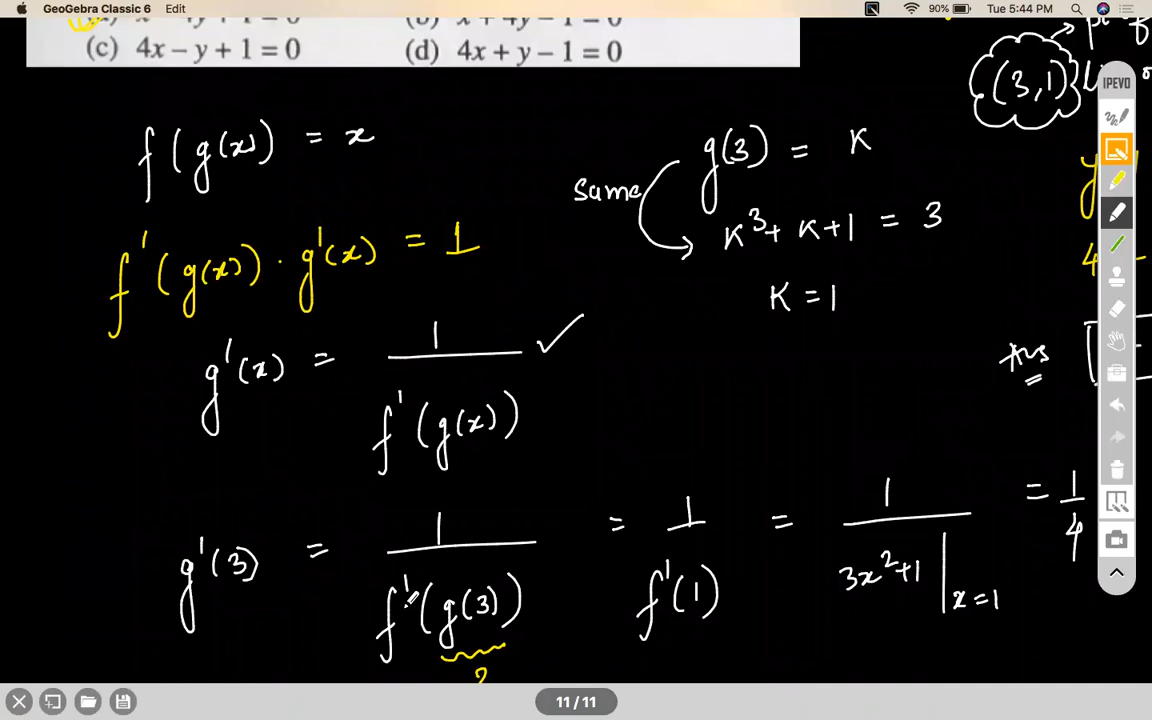 GeoGebra Classic 6 Edit 90% Tue 5:44 PM
(c) 4x − y + 1 = 0 (d) 4x + y − 1 = 0
(3, 1)
IPEVO
f(g(x)) = x
g(3) = K
Same
K³ + K + 1 = 3
f'(g(x)) · g'(x) = 1
K = 1
g'(x) = 1 / f'(g(x)) ✓
Ans
g'(3) = 1 / f'(g(3)) = 1 / f'(1) = 1 / 3x² + 1 | x = 1 = 1/4
?
11 / 11